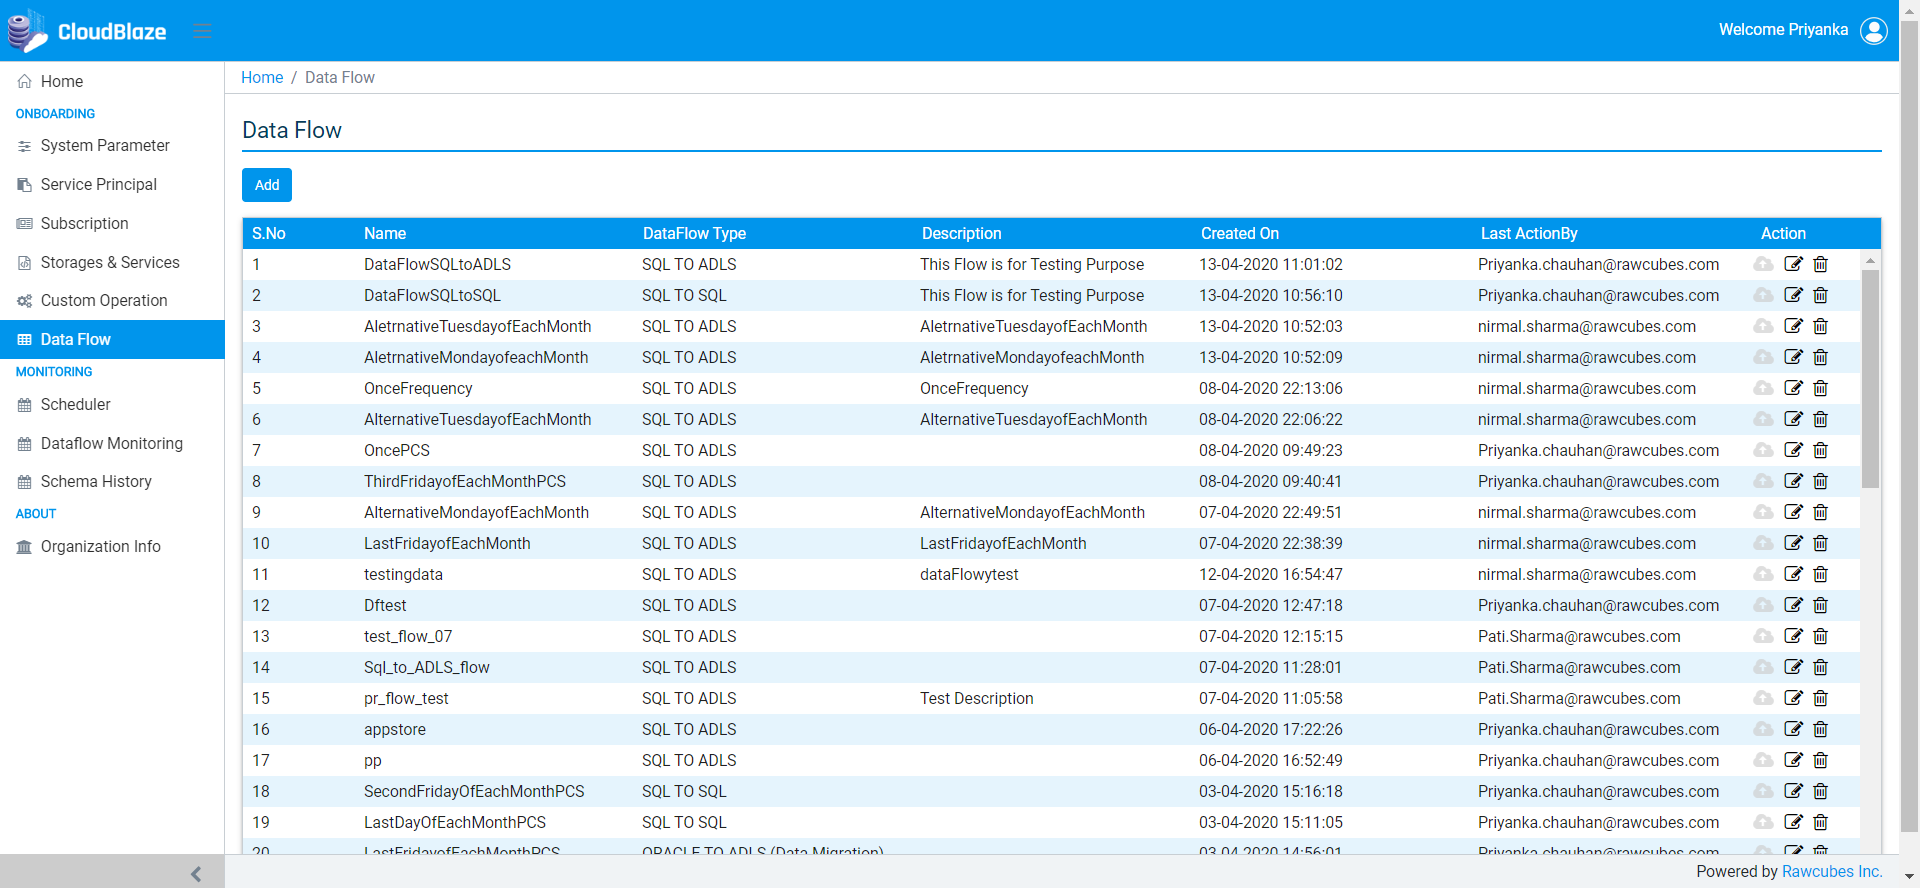 CloudBlaze
Welcome Priyanka
Home
ONBOARDING
System Parameter
Service Principal
Subscription
Storages & Services
Custom Operation
Data Flow
MONITORING
Scheduler
Dataflow Monitoring
Schema History
ABOUT
Organization Info
Home / Data Flow
Data Flow
Add
S.No Name DataFlow Type Description Created On Last ActionBy Action
1 DataFlowSQLtoADLS SQL TO ADLS This Flow is for Testing Purpose 13-04-2020 11:01:02 Priyanka.chauhan@rawcubes.com
2 DataFlowSQLtoSQL SQL TO SQL This Flow is for Testing Purpose 13-04-2020 10:56:10 Priyanka.chauhan@rawcubes.com
3 AletrnativeTuesdayofEachMonth SQL TO ADLS AletrnativeTuesdayofEachMonth 13-04-2020 10:52:03 nirmal.sharma@rawcubes.com
4 AletrnativeMondayofeachMonth SQL TO ADLS AletrnativeMondayofeachMonth 13-04-2020 10:52:09 nirmal.sharma@rawcubes.com
5 OnceFrequency SQL TO ADLS OnceFrequency 08-04-2020 22:13:06 nirmal.sharma@rawcubes.com
6 AlternativeTuesdayofEachMonth SQL TO ADLS AlternativeTuesdayofEachMonth 08-04-2020 22:06:22 nirmal.sharma@rawcubes.com
7 OncePCS SQL TO ADLS 08-04-2020 09:49:23 Priyanka.chauhan@rawcubes.com
8 ThirdFridayofEachMonthPCS SQL TO ADLS 08-04-2020 09:40:41 Priyanka.chauhan@rawcubes.com
9 AlternativeMondayofEachMonth SQL TO ADLS AlternativeMondayofEachMonth 07-04-2020 22:49:51 nirmal.sharma@rawcubes.com
10 LastFridayofEachMonth SQL TO ADLS LastFridayofEachMonth 07-04-2020 22:38:39 nirmal.sharma@rawcubes.com
11 testingdata SQL TO ADLS dataFlowytest 12-04-2020 16:54:47 nirmal.sharma@rawcubes.com
12 Dftest SQL TO ADLS 07-04-2020 12:47:18 Priyanka.chauhan@rawcubes.com
13 test_flow_07 SQL TO ADLS 07-04-2020 12:15:15 Pati.Sharma@rawcubes.com
14 Sql_to_ADLS_flow SQL TO ADLS 07-04-2020 11:28:01 Pati.Sharma@rawcubes.com
15 pr_flow_test SQL TO ADLS Test Description 07-04-2020 11:05:58 Pati.Sharma@rawcubes.com
16 appstore SQL TO ADLS 06-04-2020 17:22:26 Priyanka.chauhan@rawcubes.com
17 pp SQL TO ADLS 06-04-2020 16:52:49 Priyanka.chauhan@rawcubes.com
18 SecondFridayOfEachMonthPCS SQL TO SQL 03-04-2020 15:16:18 Priyanka.chauhan@rawcubes.com
19 LastDayOfEachMonthPCS SQL TO SQL 03-04-2020 15:11:05 Priyanka.chauhan@rawcubes.com
20 LastFridayofEachMonthPCS ORACLE TO ADLS (Data Migration) 03-04-2020 14:56:01 Priyanka.chauhan@rawcubes.com
Powered by Rawcubes Inc.